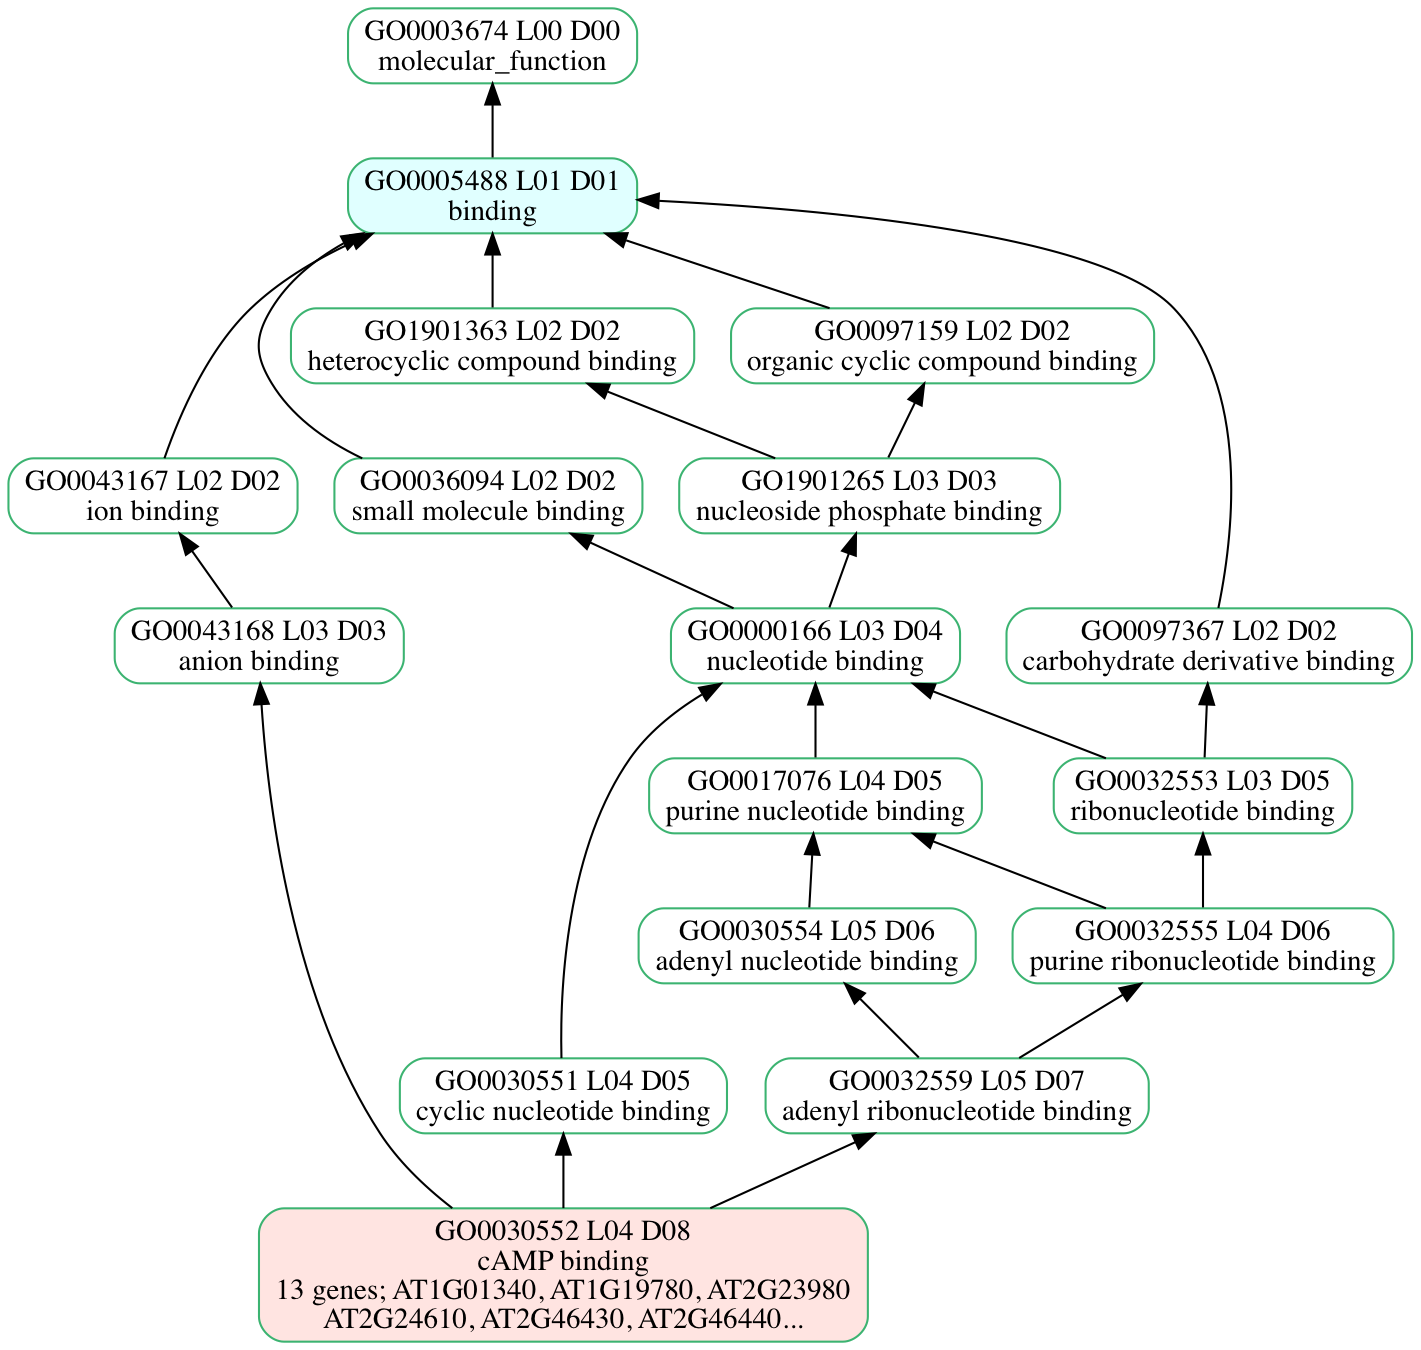 GO0003674 L00 D00
molecular_function
GO0005488 L01 D01
binding
GO1901363 L02 D02
heterocyclic compound binding
GO0097159 L02 D02
organic cyclic compound binding
GO0043167 L02 D02
ion binding
GO0036094 L02 D02
small molecule binding
GO1901265 L03 D03
nucleoside phosphate binding
GO0043168 L03 D03
anion binding
GO0000166 L03 D04
nucleotide binding
GO0097367 L02 D02
carbohydrate derivative binding
GO0017076 L04 D05
purine nucleotide binding
GO0032553 L03 D05
ribonucleotide binding
GO0030554 L05 D06
adenyl nucleotide binding
GO0032555 L04 D06
purine ribonucleotide binding
GO0030551 L04 D05
cyclic nucleotide binding
GO0032559 L05 D07
adenyl ribonucleotide binding
GO0030552 L04 D08
cAMP binding
13 genes; AT1G01340, AT1G19780, AT2G23980
AT2G24610, AT2G46430, AT2G46440...